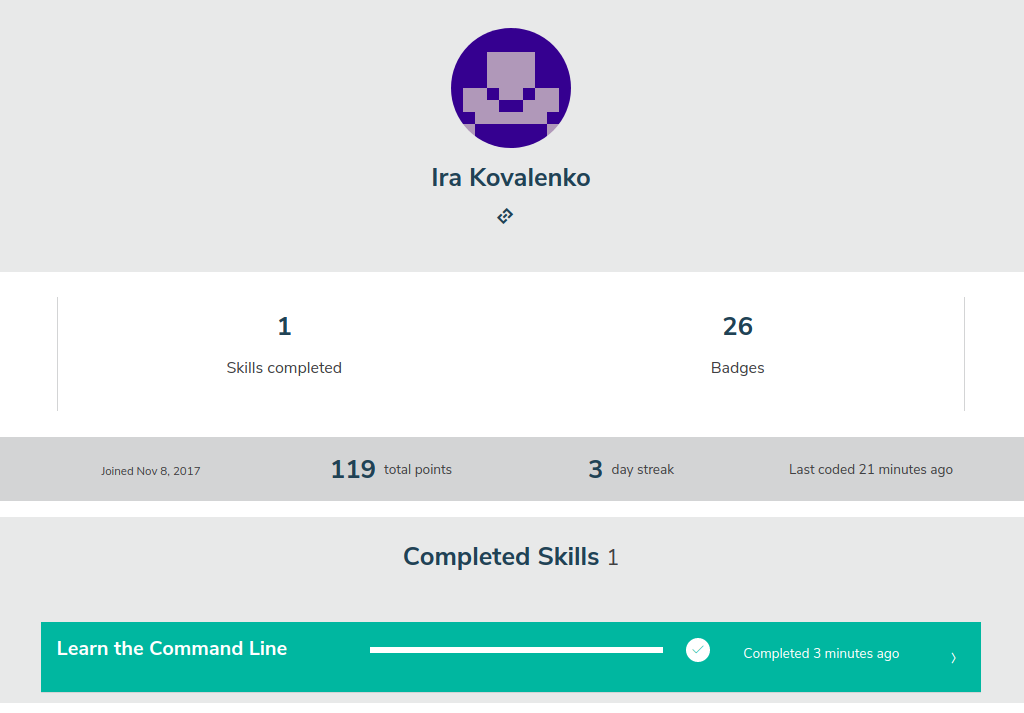 Ira Kovalenko
1
Skills completed
26
Badges
Joined Nov 8, 2017
119 total points
3 day streak
Last coded 21 minutes ago
Completed Skills 1
Learn the Command Line
Completed 3 minutes ago